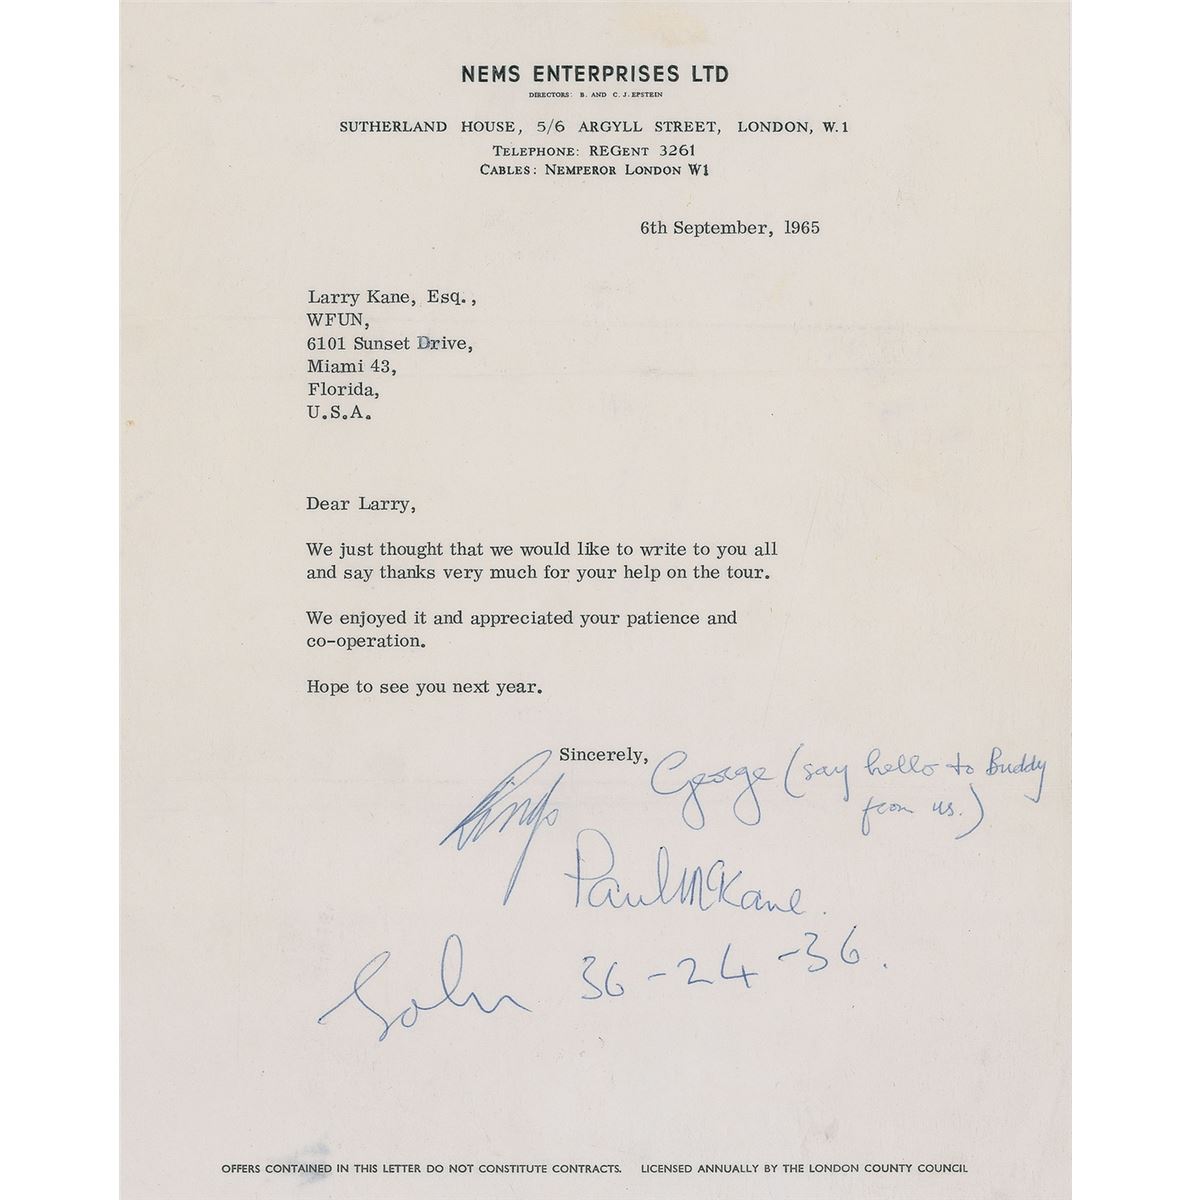 NEMS ENTERPRISES LTD
DIRECTORS: B. AND C. J. EPSTEIN
SUTHERLAND HOUSE, 5/6 ARGYLL STREET, LONDON, W.1
TELEPHONE: REGENT 3261
CABLES: NEMPEROR LONDON W1
6th September, 1965
Larry Kane, Esq.,
WFUN,
6101 Sunset Drive,
Miami 43,
Florida,
U.S.A.
Dear Larry,
We just thought that we would like to write to you all
and say thanks very much for your help on the tour.
We enjoyed it and appreciated your patience and
co-operation.
Hope to see you next year.
Sincerely,
George (say hello to Buddy
from us.)
Ringo
Paul McKane.
John 36-24-36.
OFFERS CONTAINED IN THIS LETTER DO NOT CONSTITUTE CONTRACTS. LICENSED ANNUALLY BY THE LONDON COUNTY COUNCIL